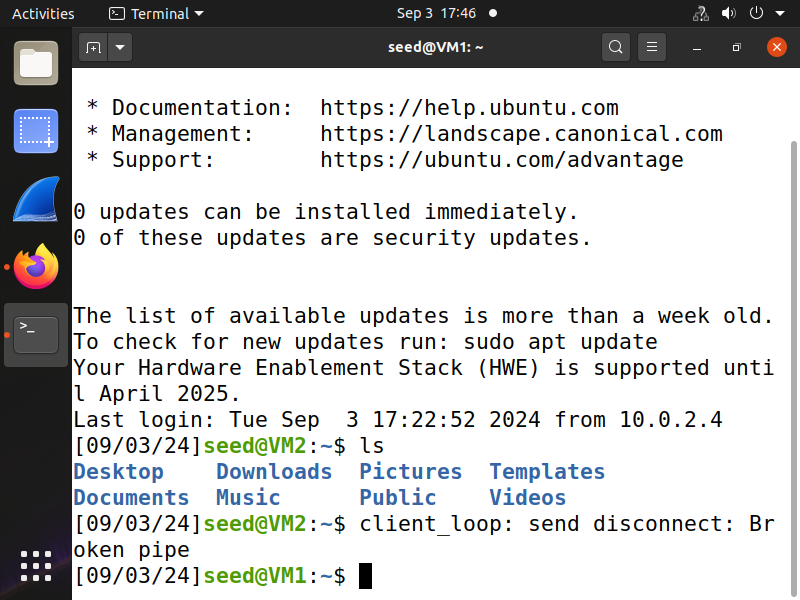 Activities Terminal Sep 3 17:46
seed@VM1: ~
* Documentation: https://help.ubuntu.com
* Management: https://landscape.canonical.com
* Support: https://ubuntu.com/advantage
0 updates can be installed immediately.
0 of these updates are security updates.
The list of available updates is more than a week old.
To check for new updates run: sudo apt update
Your Hardware Enablement Stack (HWE) is supported unti
l April 2025.
Last login: Tue Sep  3 17:22:52 2024 from 10.0.2.4
[09/03/24]seed@VM2:~$ ls
Desktop    Downloads  Pictures  Templates
Documents  Music      Public    Videos
[09/03/24]seed@VM2:~$ client_loop: send disconnect: Br
oken pipe
[09/03/24]seed@VM1:~$